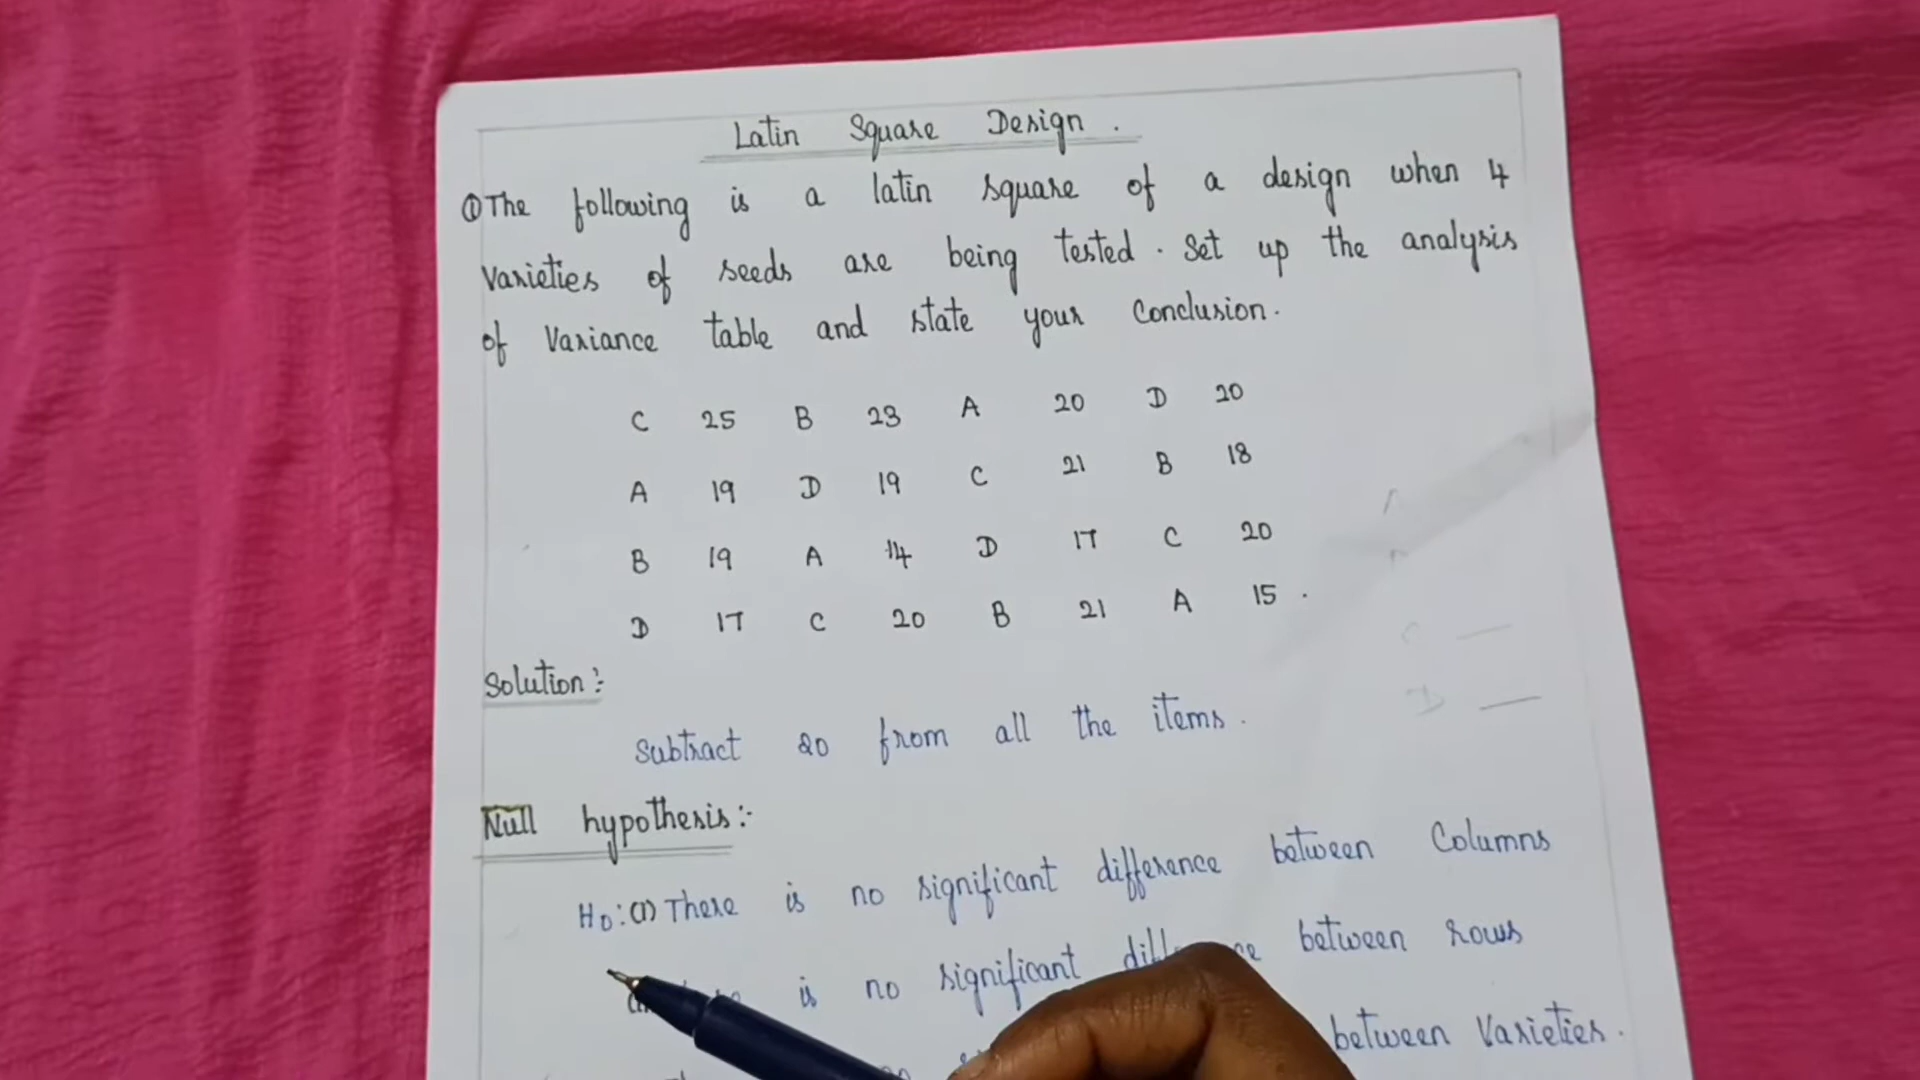 Latin Square Design .
① The following is a latin square of a design when 4
Varieties of seeds are being tested . Set up the analysis
of Variance table and state your Conclusion .
C 25 B 23 A 20 D 20
A 19 D 19 C 21 B 18
B 19 A 14 D 17 C 20
D 17 C 20 B 21 A 15 .
Solution :-
Subtract 20 from all the items .
Null hypothesis :-
H0 : (1) There is no significant difference between Columns
is no significant between rows
between Varieties .
C —
D —